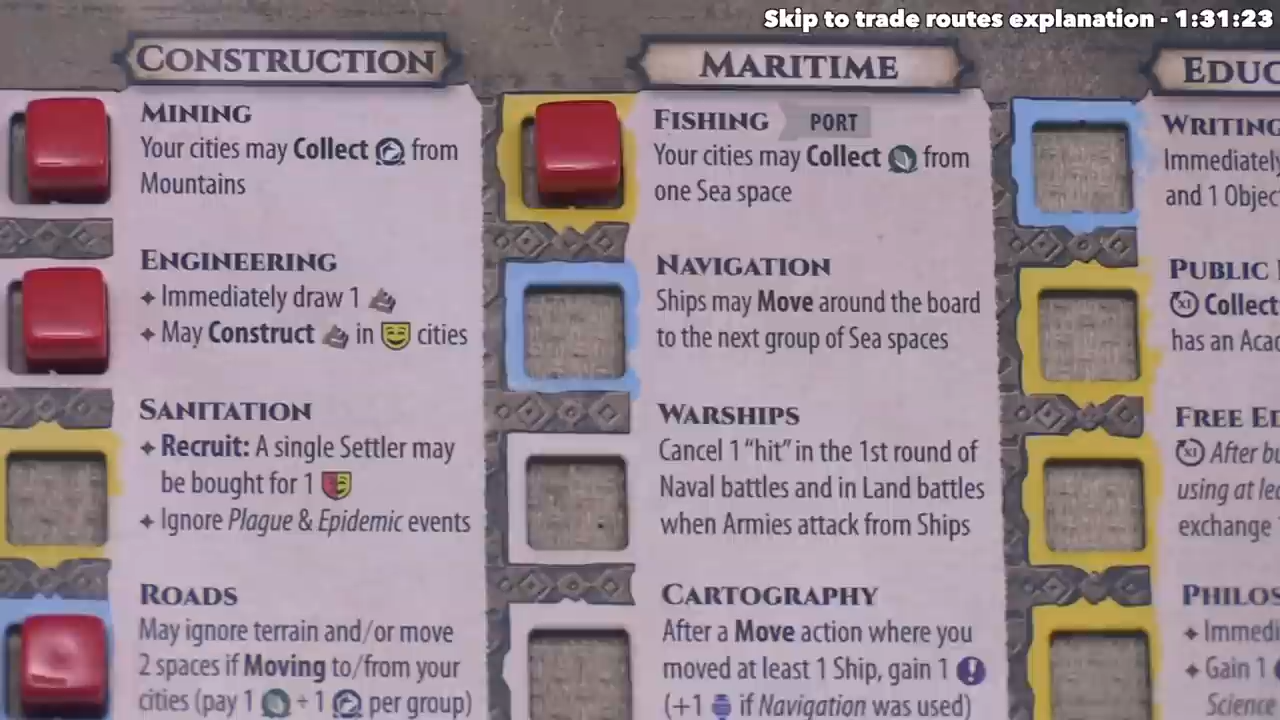 Skip to trade routes explanation - 1:31:23
CONSTRUCTION
MINING
Your cities may Collect from
Mountains
ENGINEERING
Immediately draw 1
May Construct in cities
SANITATION
Recruit: A single Settler may
be bought for 1
Ignore Plague & Epidemic events
ROADS
May ignore terrain and/or move
2 spaces if Moving to/from your
cities (pay 1 + 1 per group)
MARITIME
FISHING PORT
Your cities may Collect from
one Sea space
NAVIGATION
Ships may Move around the board
to the next group of Sea spaces
WARSHIPS
Cancel 1 "hit" in the 1st round of
Naval battles and in Land battles
when Armies attack from Ships
CARTOGRAPHY
After a Move action where you
moved at least 1 Ship, gain 1
(+1 if Navigation was used)
EDUC
WRITING
Immediately
and 1 Objec
PUBLIC
XI Collect
has an Aca
FREE ED
XI After bu
using at lea
exchange
PHILOS
Immedi
Gain 1
Science